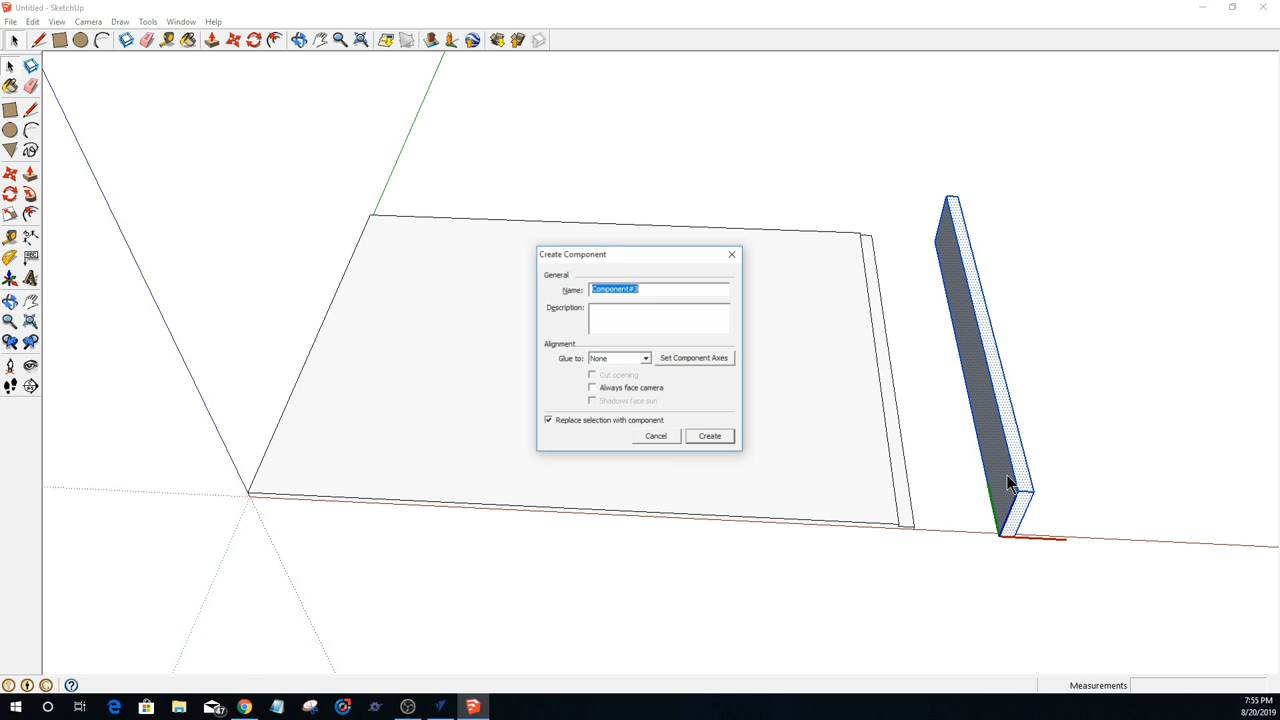 Untitled - SketchUp
File Edit View Camera Draw Tools Window Help
Create Component
General
Name: Component#3
Description:
Alignment
Glue to: None Set Component Axes
Cut opening
Always face camera
Shadows face sun
Replace selection with component
Cancel Create
Measurements
47
7:55 PM
8/20/2019